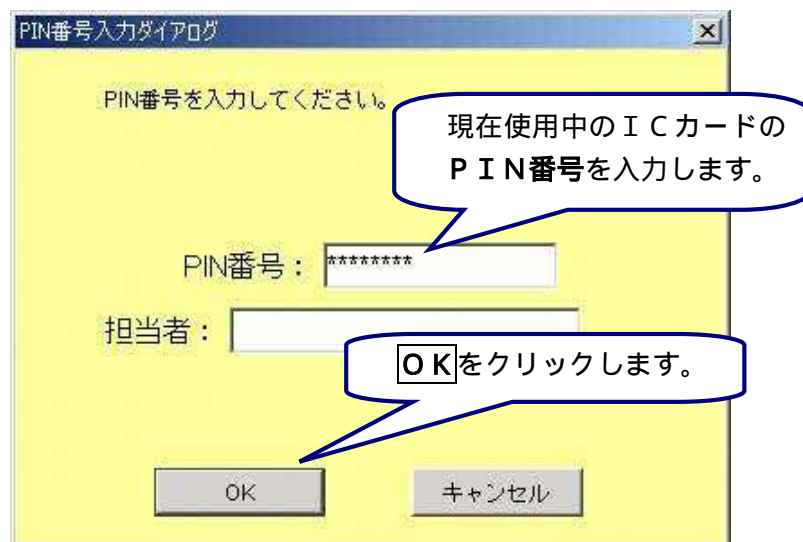 PIN番号入力ダイアログ
PIN番号を入力してください。
現在使用中のＩＣカードの
ＰＩＮ番号を入力します。
PIN番号： ********
担当者：
ＯＫをクリックします。
OK
キャンセル